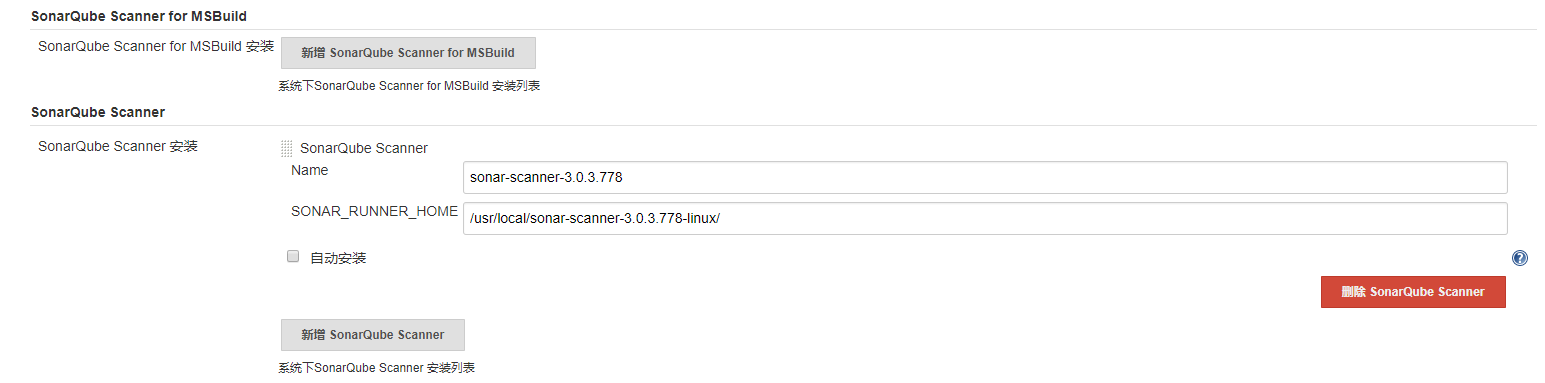 SonarQube Scanner for MSBuild
SonarQube Scanner for MSBuild 安装
新增 SonarQube Scanner for MSBuild
系统下SonarQube Scanner for MSBuild 安装列表
SonarQube Scanner
SonarQube Scanner 安装
SonarQube Scanner
Name
sonar-scanner-3.0.3.778
SONAR_RUNNER_HOME
/usr/local/sonar-scanner-3.0.3.778-linux/
自动安装
?
删除 SonarQube Scanner
新增 SonarQube Scanner
系统下SonarQube Scanner 安装列表